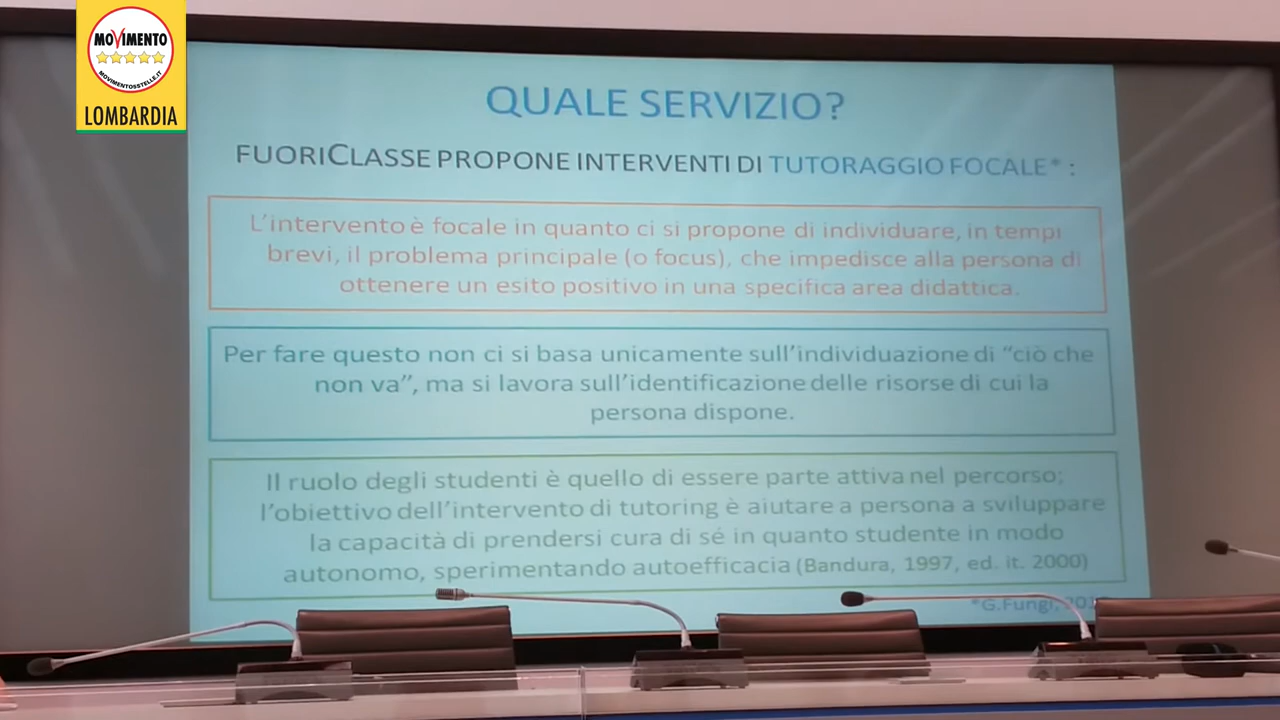 MOVIMENTO
MOVIMENTO5STELLE.IT
LOMBARDIA
QUALE SERVIZIO?
FUORICLASSE PROPONE INTERVENTI DI TUTORAGGIO FOCALE* :
L'intervento è focale in quanto ci si propone di individuare, in tempi
brevi, il problema principale (o focus), che impedisce alla persona di
ottenere un esito positivo in una specifica area didattica.
Per fare questo non ci si basa unicamente sull'individuazione di “ciò che
non va”, ma si lavora sull'identificazione delle risorse di cui la
persona dispone.
Il ruolo degli studenti è quello di essere parte attiva nel percorso;
l'obiettivo dell'intervento di tutoring è aiutare a persona a sviluppare
la capacità di prendersi cura di sé in quanto studente in modo
autonomo, sperimentando autoefficacia (Bandura, 1997, ed. it. 2000)
*G.Fungi,